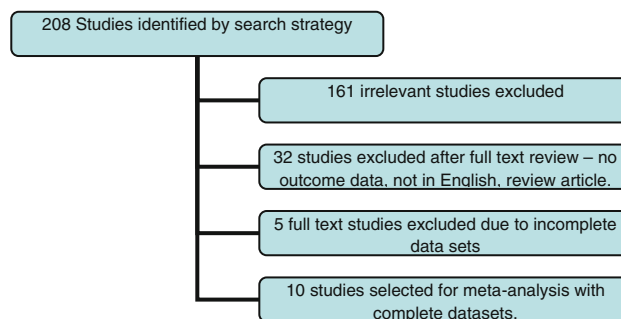 208 Studies identified by search strategy
161 irrelevant studies excluded
32 studies excluded after full text review – no
outcome data, not in English, review article.
5 full text studies excluded due to incomplete
data sets
10 studies selected for meta-analysis with
complete datasets.